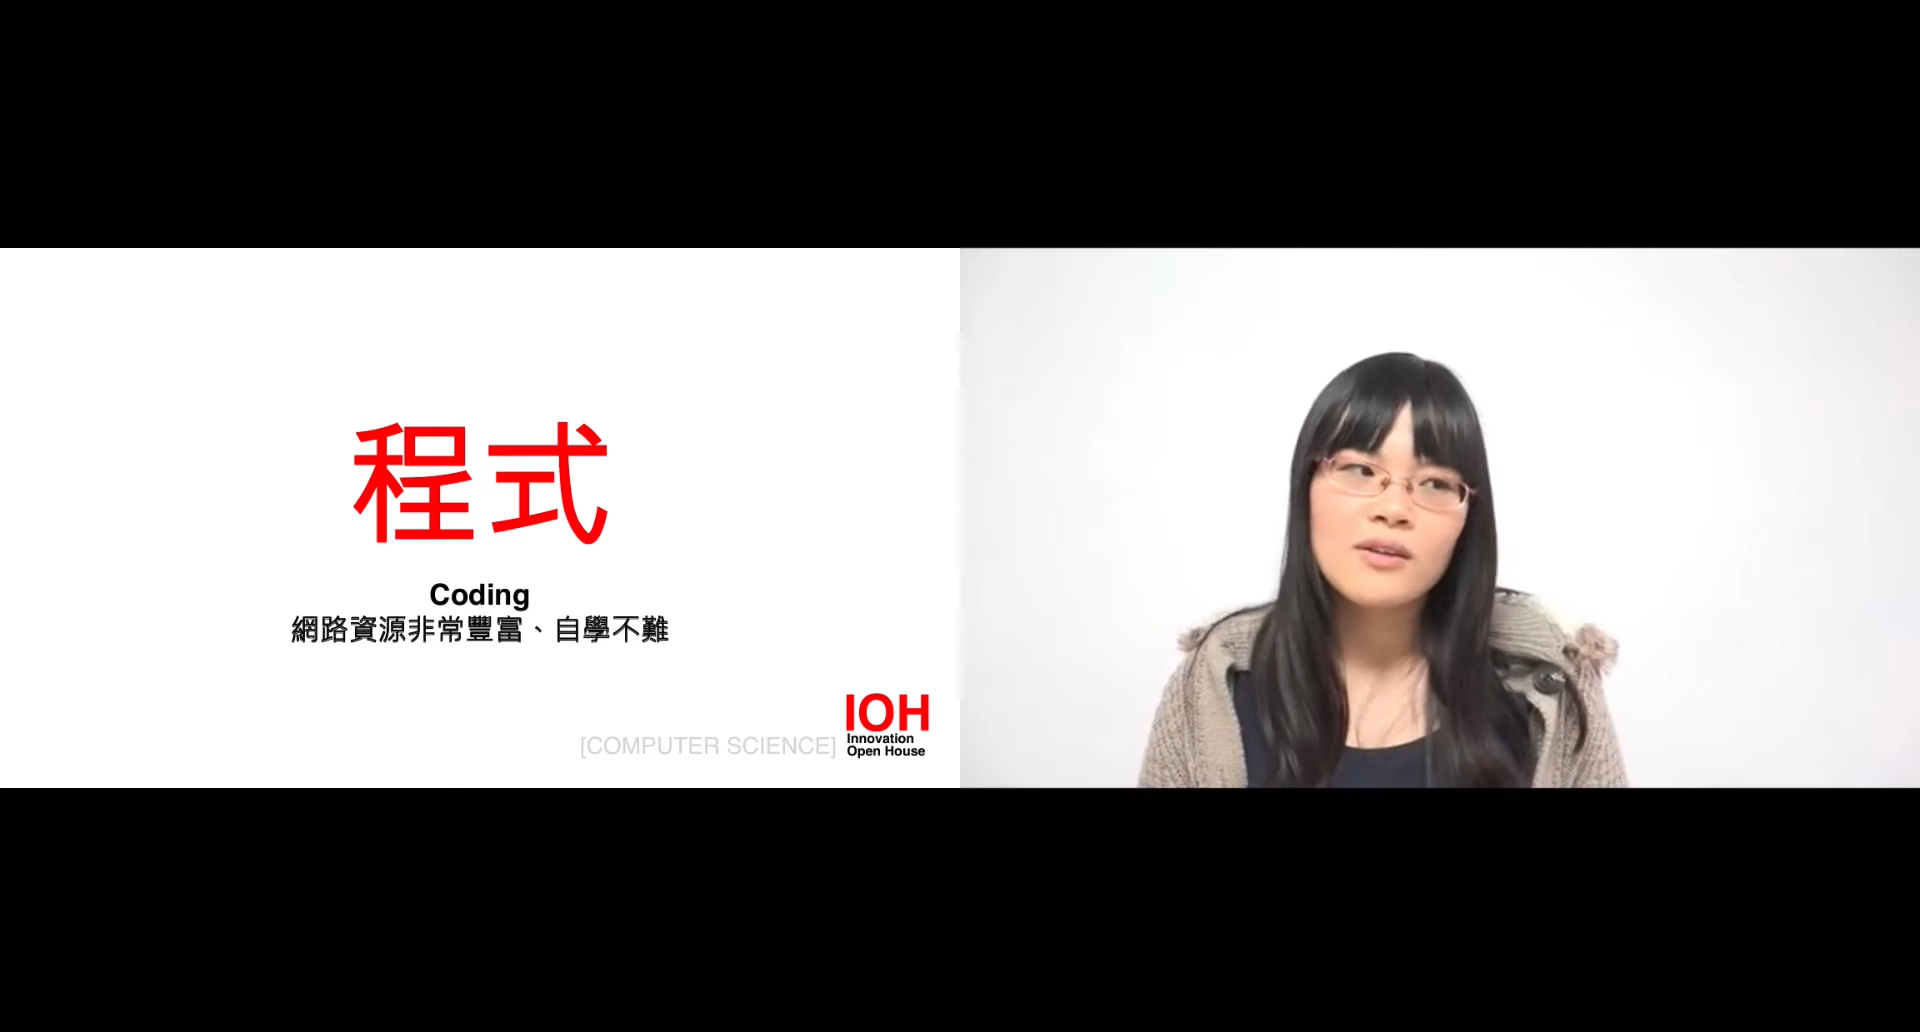 程式
Coding
網路資源非常豐富、自學不難
[COMPUTER SCIENCE]
IOH
Innovation
Open House